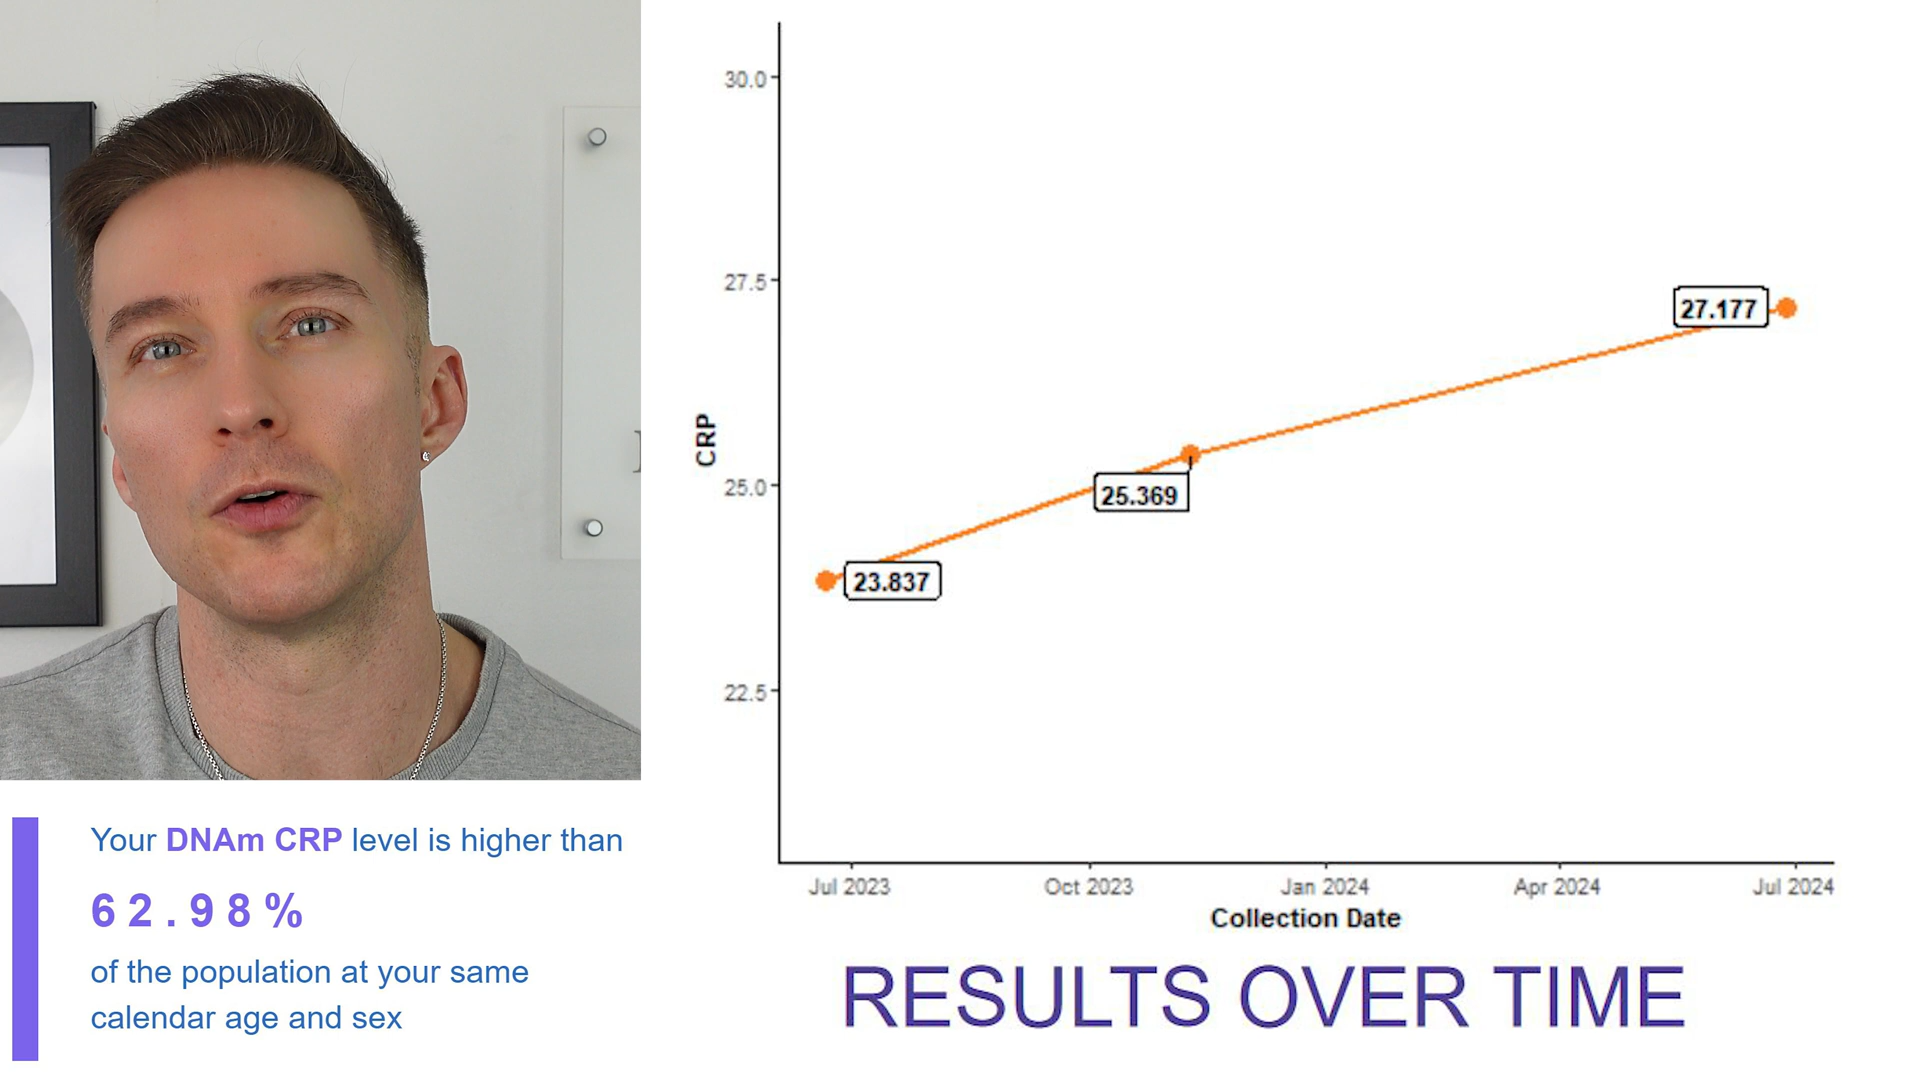 30.0
27.5
25.0
22.5
CRP
27.177
25.369
23.837
Jul 2023
Oct 2023
Jan 2024
Apr 2024
Jul 2024
Collection Date
RESULTS OVER TIME
Your DNAm CRP level is higher than
62.98%
of the population at your same
calendar age and sex